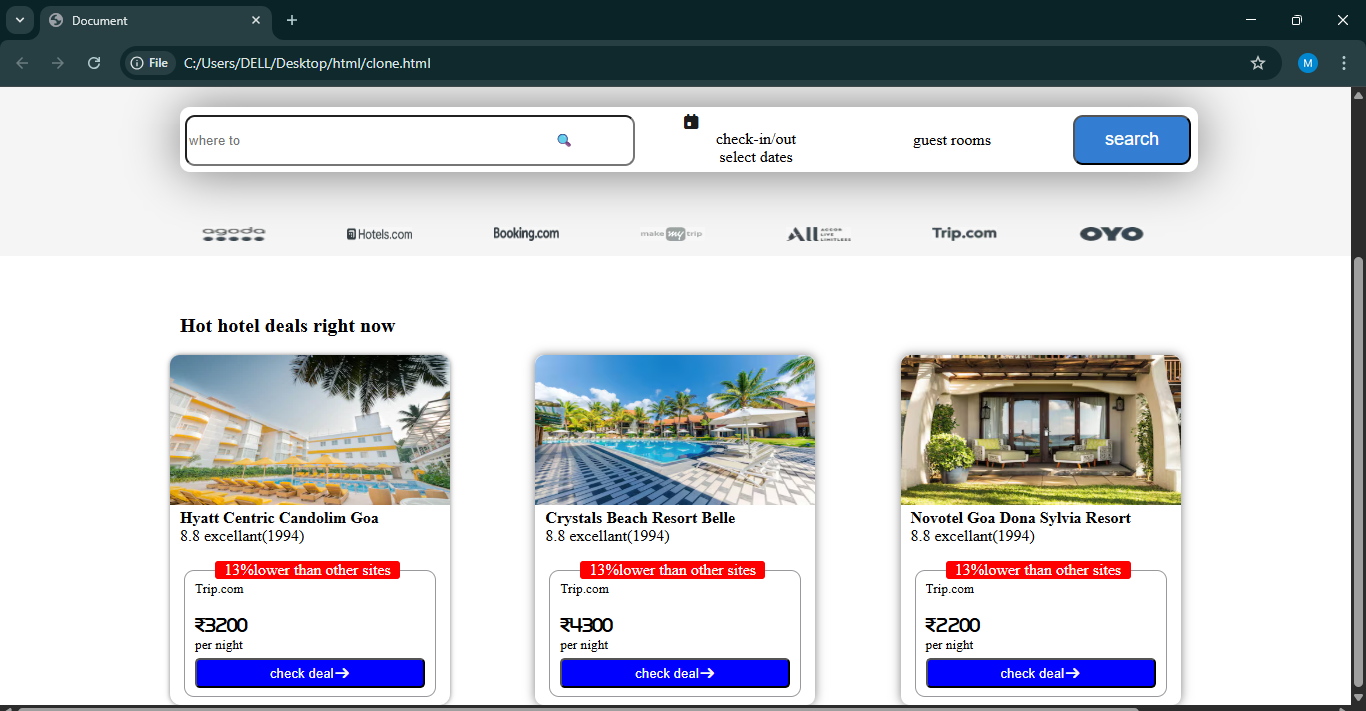 Document
File C:/Users/DELL/Desktop/html/clone.html M
where to
check-in/out
select dates
guest rooms
search
agoda
Hotels.com
Booking.com
make my trip
ALL ACCOR LIVE LIMITLESS
Trip.com
OYO
Hot hotel deals right now
Hyatt Centric Candolim Goa
8.8 excellant(1994)
13%lower than other sites
Trip.com
₹3200
per night
check deal→
Crystals Beach Resort Belle
8.8 excellant(1994)
13%lower than other sites
Trip.com
₹4300
per night
check deal→
Novotel Goa Dona Sylvia Resort
8.8 excellant(1994)
13%lower than other sites
Trip.com
₹2200
per night
check deal→